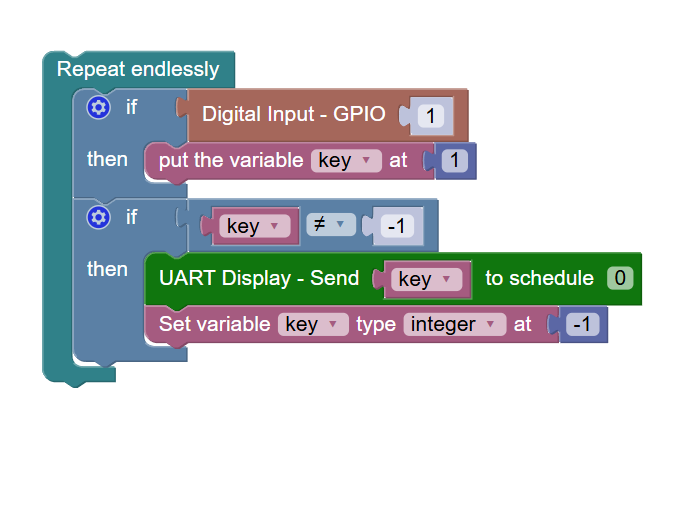 Repeat endlessly
if Digital Input - GPIO 1
then put the variable key at 1
if key ≠ -1
then UART Display - Send key to schedule 0
Set variable key type integer at -1